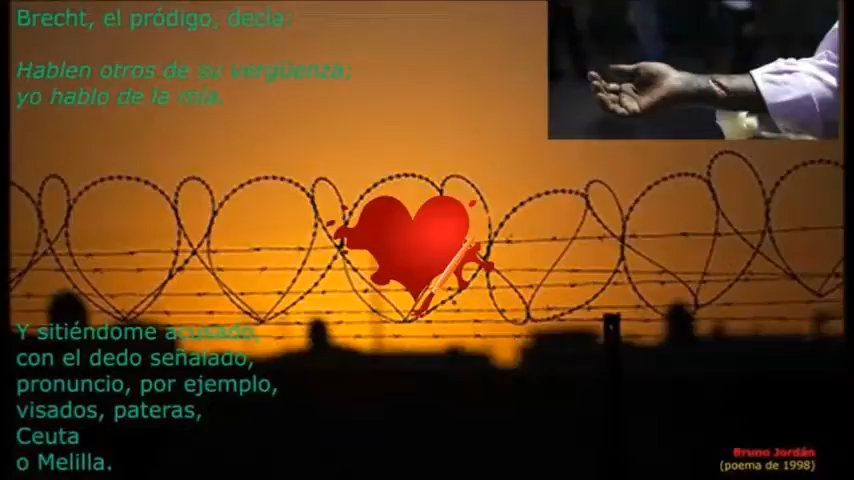 Brecht, el pródigo, decía:
Hablen otros de su vergüenza;
yo hablo de la mía.
Y sitiéndome acusado,
con el dedo señalado,
pronuncio, por ejemplo,
visados, pateras,
Ceuta
o Melilla.
Bruno Jordán
(poema de 1998)